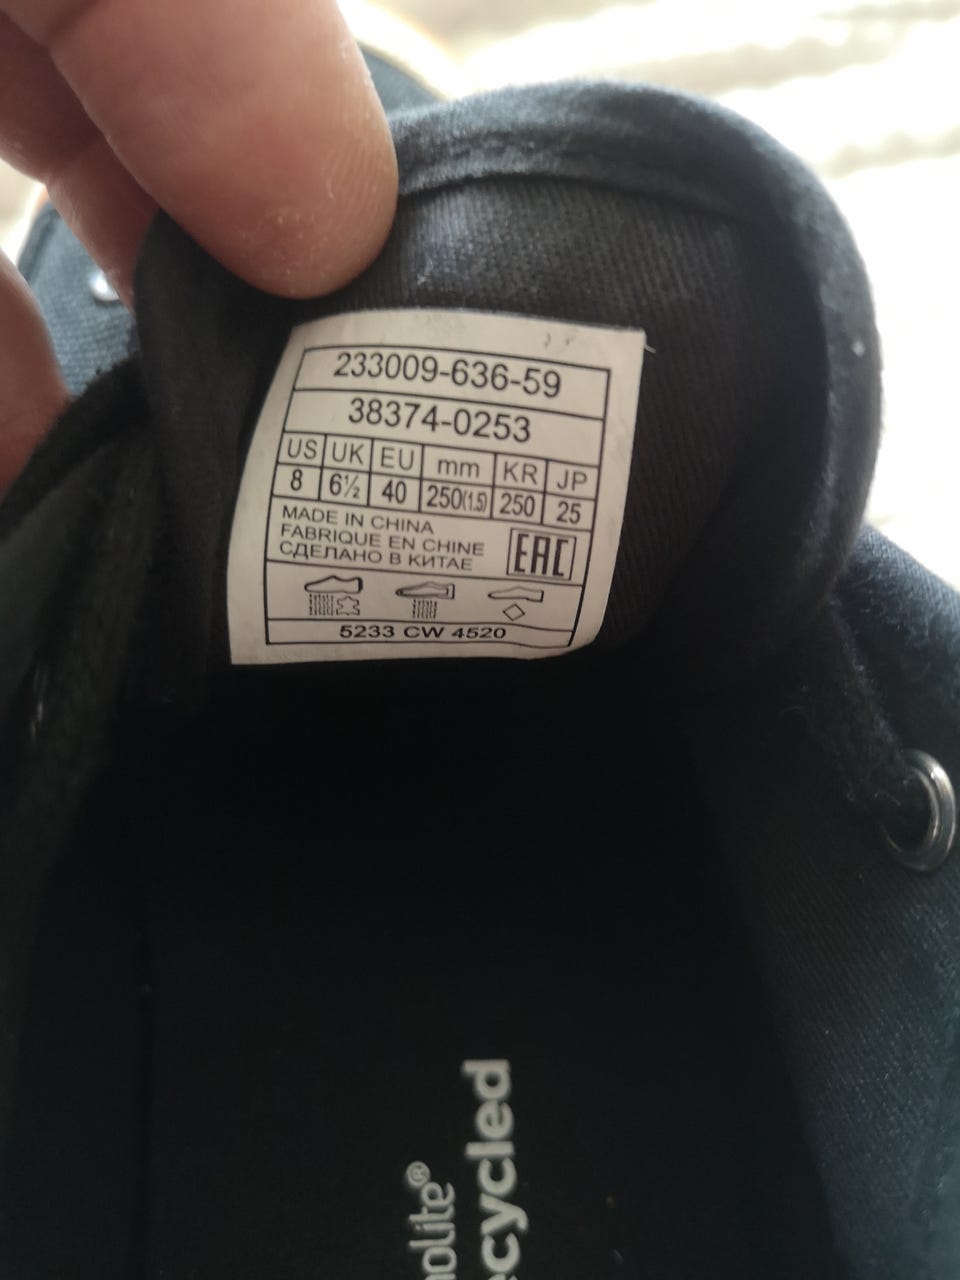 233009-636-59
38374-0253
US UK EU mm KR JP
8 6½ 40 250(1.5) 250 25
MADE IN CHINA
FABRIQUE EN CHINE
СДЕЛАНО В КИТАЕ
EAC
5233 CW 4520